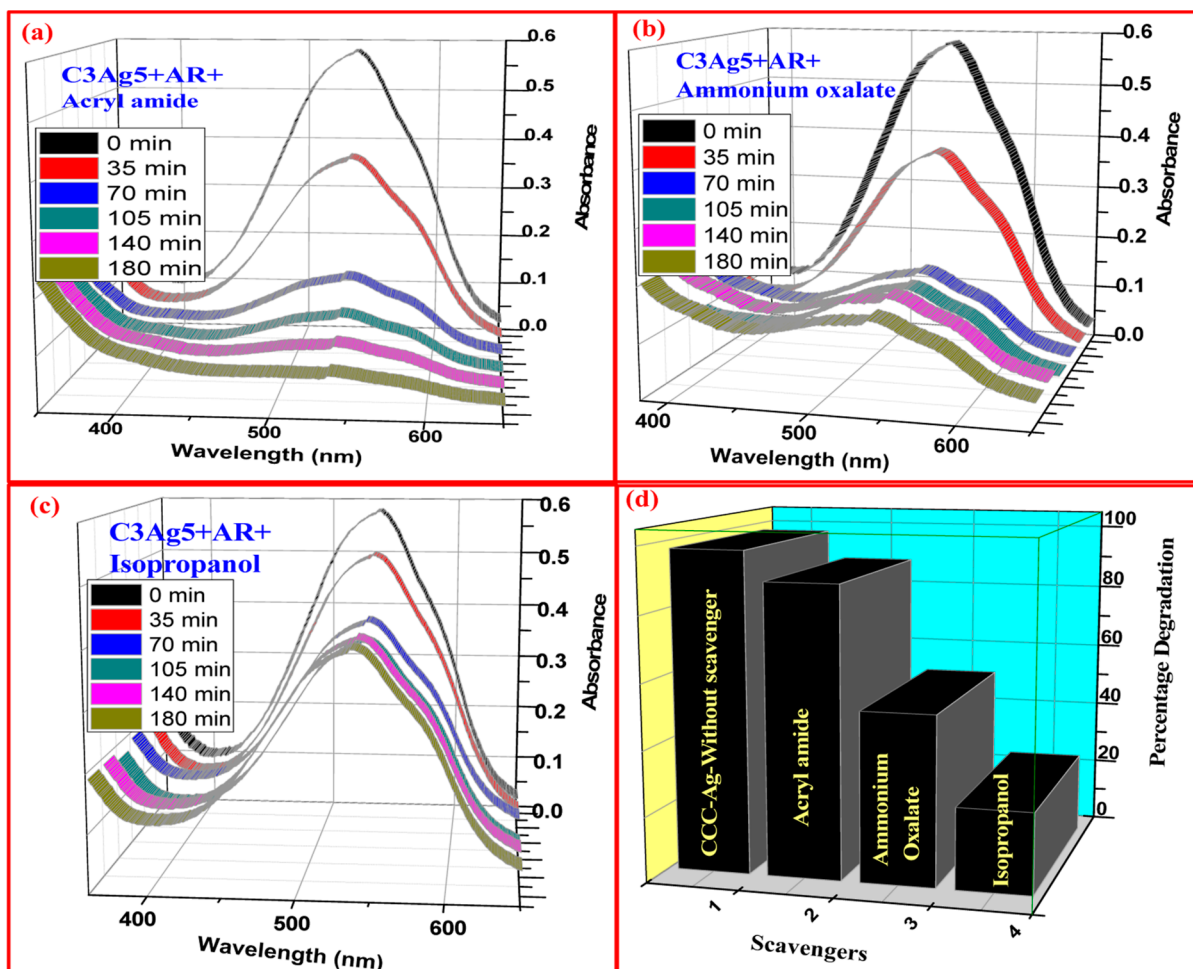 (a)
C3Ag5+AR+
Acryl amide
0 min
35 min
70 min
105 min
140 min
180 min
0.6
0.5
0.4
0.3
0.2
0.1
0.0
Absorbance
400
500
600
Wavelength (nm)
(b)
C3Ag5+AR+
Ammonium oxalate
0 min
35 min
70 min
105 min
140 min
180 min
0.6
0.5
0.4
0.3
0.2
0.1
0.0
Absorbance
400
500
600
Wavelength (nm)
(c)
C3Ag5+AR+
Isopropanol
0 min
35 min
70 min
105 min
140 min
180 min
0.6
0.5
0.4
0.3
0.2
0.1
0.0
Absorbance
400
500
600
Wavelength (nm)
(d)
CCC-Ag-Without scavenger
Acryl amide
Ammonium
Oxalate
Isopropanol
100
80
60
40
20
0
Percentage Degradation
1
2
3
4
Scavengers